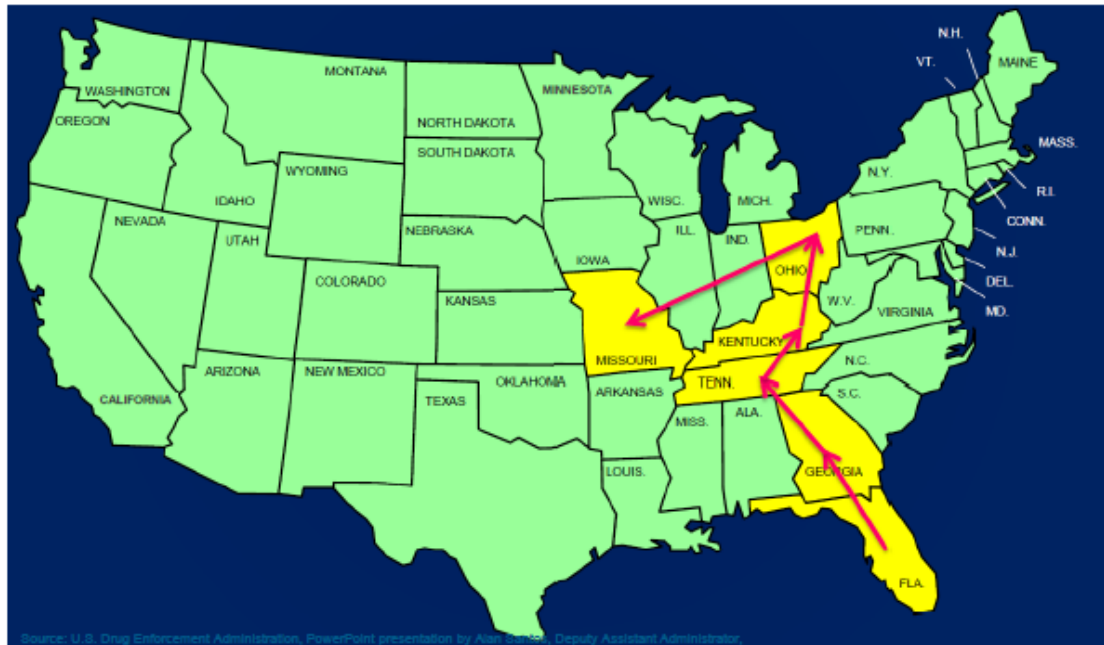 N.H.
VT.
MAINE
MONTANA
WASHINGTON
MINNESOTA
OREGON
NORTH DAKOTA
MASS.
SOUTH DAKOTA
WYOMING
N.Y.
R.I.
IDAHO
WISC.
MICH.
CONN.
NEVADA
PENN.
ILL.
NEBRASKA
UTAH
IND.
N.J.
IOWA
OHIO
COLORADO
DEL.
KANSAS
W.V.
MD.
VIRGINIA
KENTUCKY
MISSOURI
N.C.
ARIZONA
NEW MEXICO
OKLAHOMA
TENN.
ARKANSAS
S.C.
CALIFORNIA
TEXAS
ALA.
MISS.
LOUIS.
GEORGIA
FLA.
Source: U.S. Drug Enforcement Administration, PowerPoint presentation by Alan Santos, Deputy Assistant Administrator,